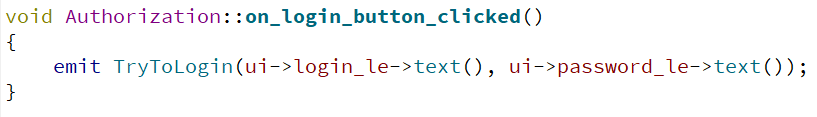 void Authorization::on_login_button_clicked()
{
    emit TryToLogin(ui->login_le->text(), ui->password_le->text());
}